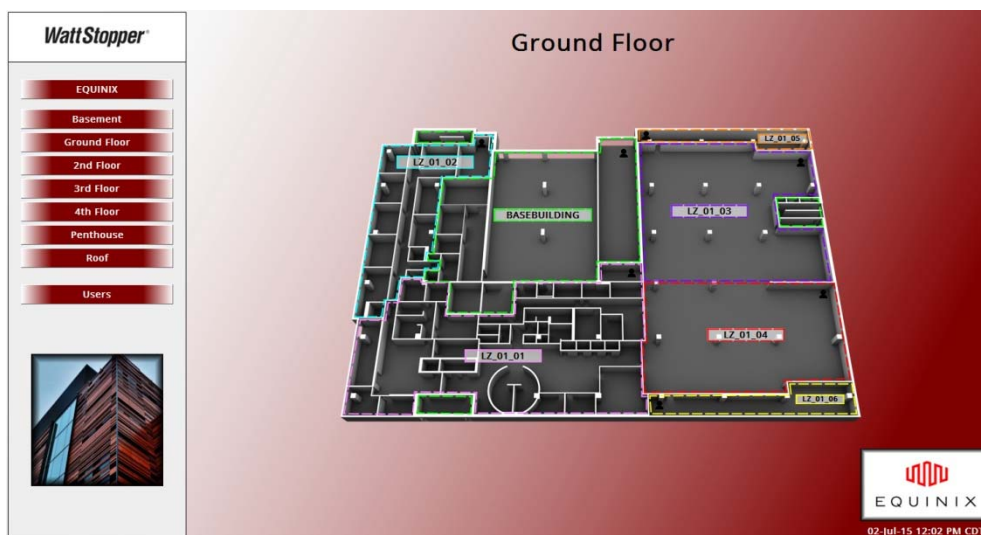 WattStopper®
Ground Floor
EQUINIX
Basement
Ground Floor
2nd Floor
3rd Floor
4th Floor
Penthouse
Roof
Users
LZ_01_05
LZ_01_02
BASEBUILDING
LZ_01_03
LZ_01_04
LZ_01_01
LZ_01_06
EQUINIX
02-Jul-15 12:02 PM CDT